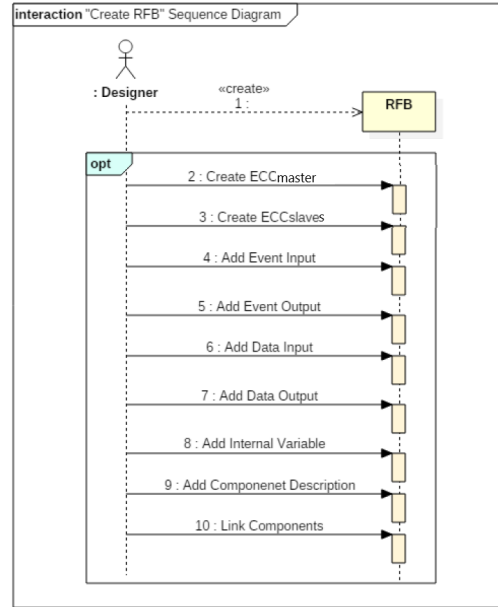 interaction "Create RFB" Sequence Diagram
: Designer
«create»
1 :
RFB
opt
2 : Create ECCmaster
3 : Create ECCslaves
4 : Add Event Input
5 : Add Event Output
6 : Add Data Input
7 : Add Data Output
8 : Add Internal Variable
9 : Add Componenet Description
10 : Link Components